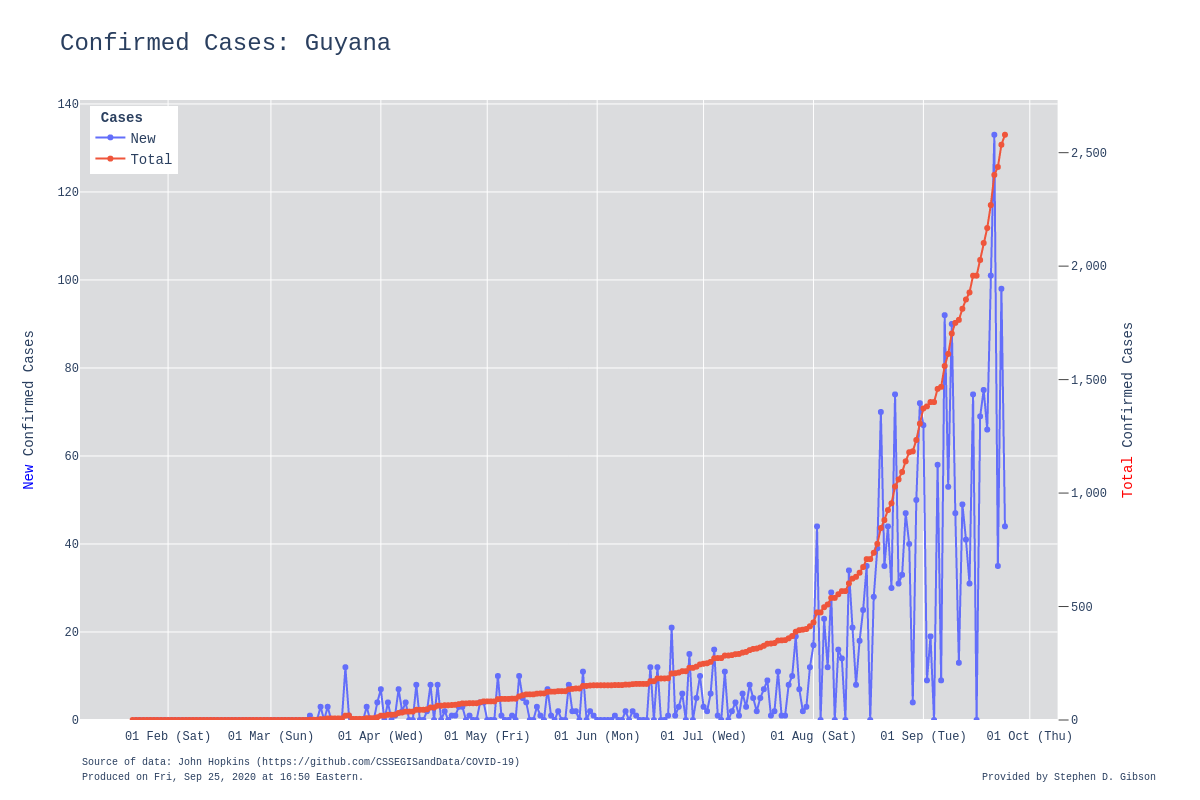 Confirmed Cases: Guyana
Cases
New
Total
140
120
100
80
60
40
20
0
2,500
2,000
1,500
1,000
500
0
New Confirmed Cases
Total Confirmed Cases
01 Feb (Sat) 01 Mar (Sun) 01 Apr (Wed) 01 May (Fri) 01 Jun (Mon) 01 Jul (Wed) 01 Aug (Sat) 01 Sep (Tue) 01 Oct (Thu)
Source of data: John Hopkins (https://github.com/CSSEGISandData/COVID-19)
Produced on Fri, Sep 25, 2020 at 16:50 Eastern.
Provided by Stephen D. Gibson